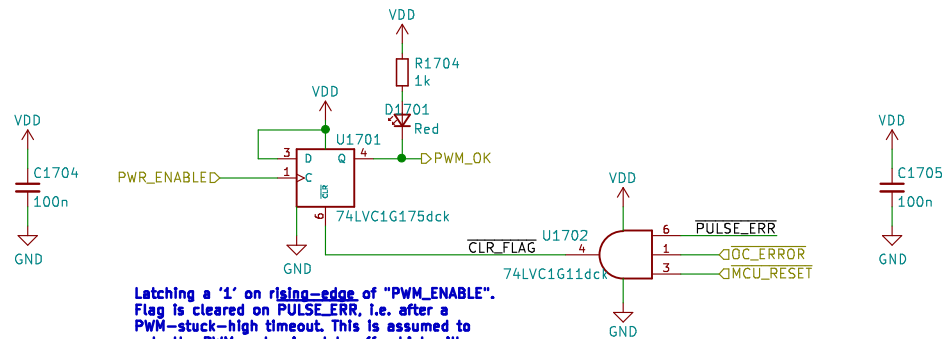 VDD
R1704
1k
VDD
D1701
Red
VDD
VDD
U1701
3 D Q 4
PWM_OK
C1704
100n
PWR_ENABLE
1 C
CLR
C1705
100n
VDD
6
74LVC1G175dck
GND
GND
GND
CLR_FLAG
U1702
4
6 PULSE_ERR
1 OC_ERROR
3 MCU_RESET
74LVC1G11dck
GND
Latching a '1' on rising-edge of "PWM_ENABLE".
Flag is cleared on PULSE_ERR, i.e. after a
PWM-stuck-high timeout. This is assumed to